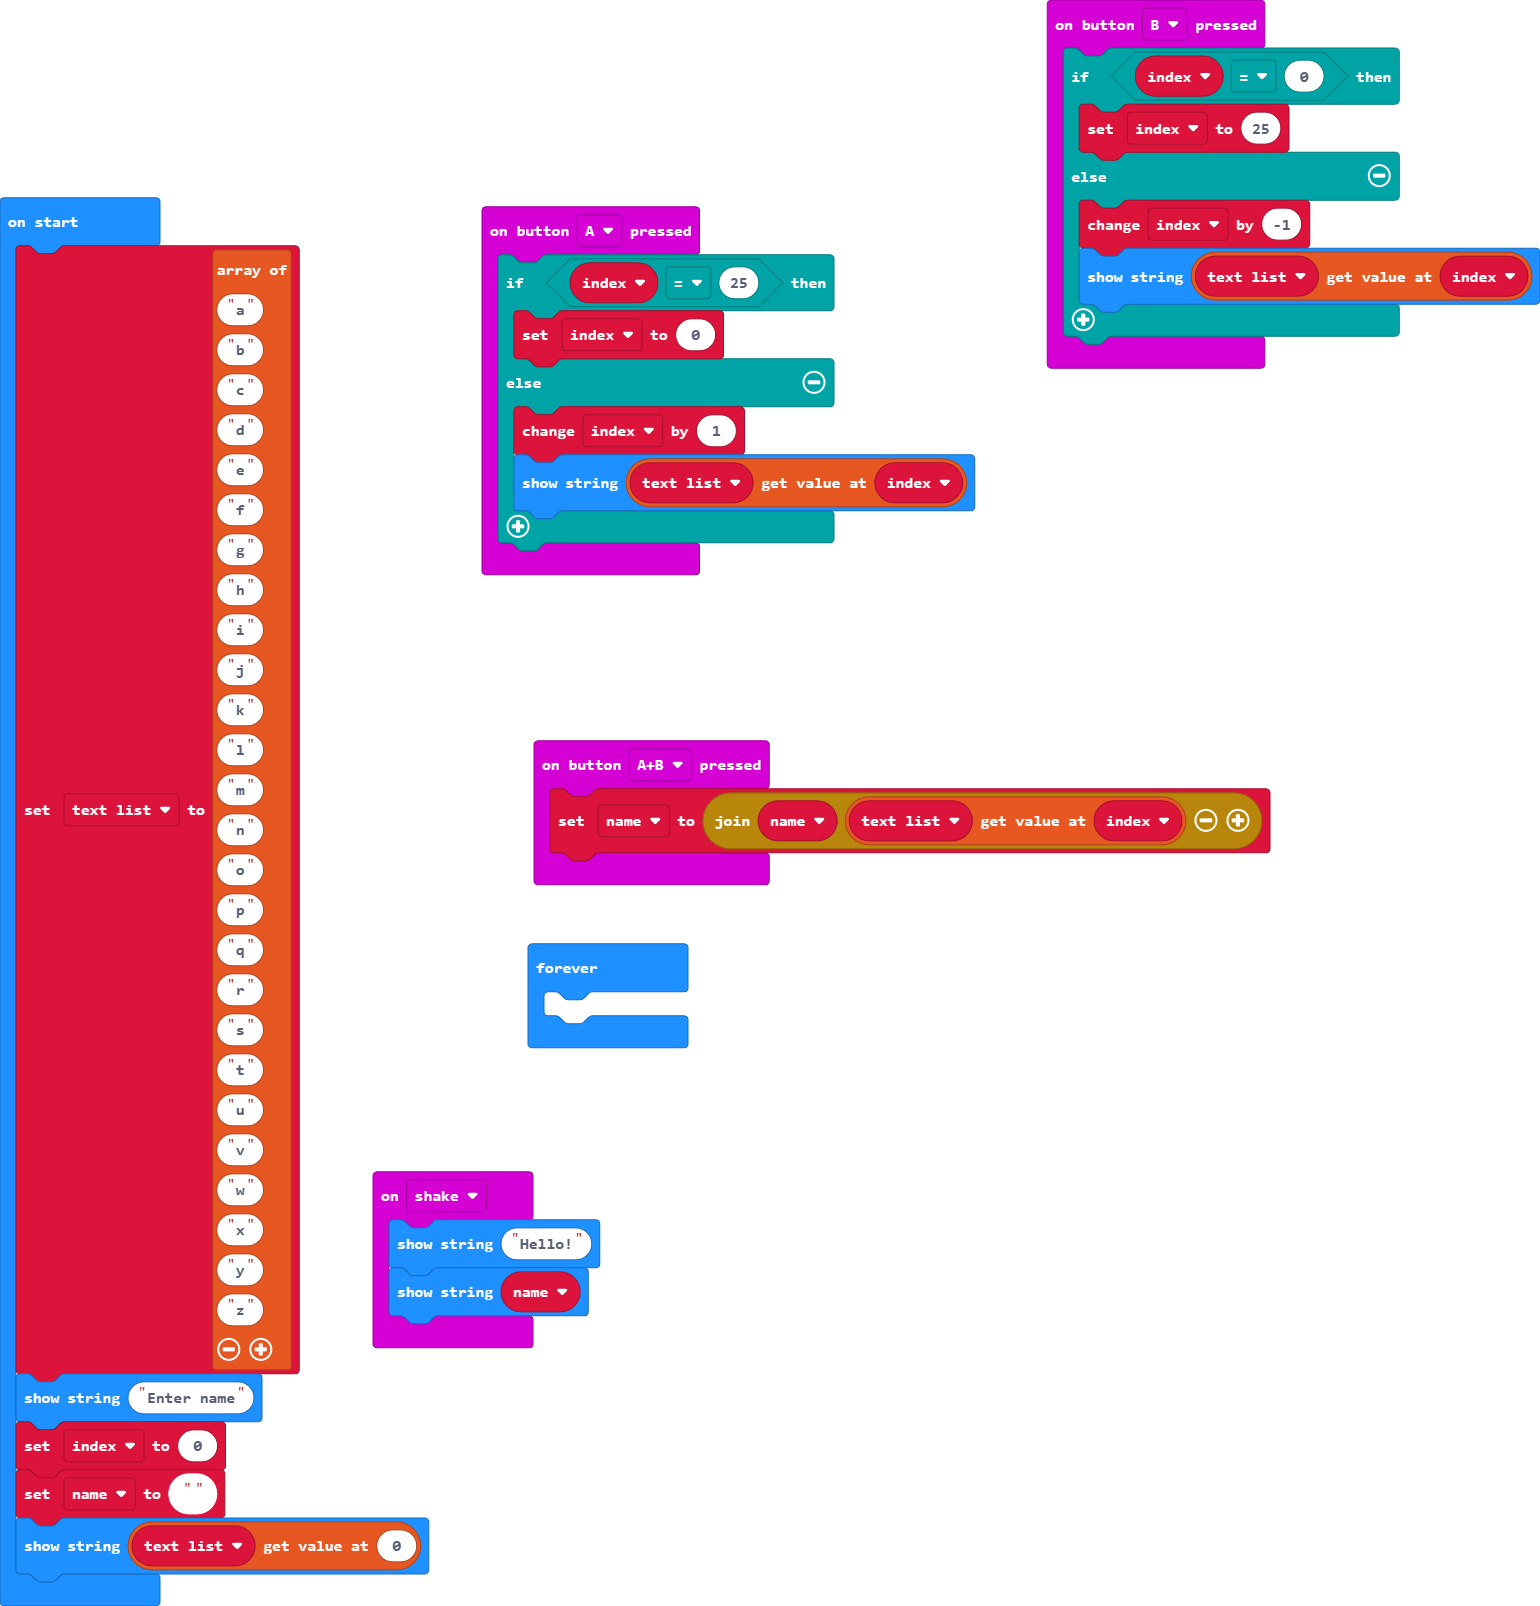 on start
set text list to array of
"a"
"b"
"c"
"d"
"e"
"f"
"g"
"h"
"i"
"j"
"k"
"l"
"m"
"n"
"o"
"p"
"q"
"r"
"s"
"t"
"u"
"v"
"w"
"x"
"y"
"z"
show string "Enter name"
set index to 0
set name to ""
show string text list get value at 0
on button A pressed
if index = 25 then
set index to 0
else
change index by 1
show string text list get value at index
on button B pressed
if index = 0 then
set index to 25
else
change index by -1
show string text list get value at index
on button A+B pressed
set name to join name text list get value at index
forever
on shake
show string "Hello!"
show string name